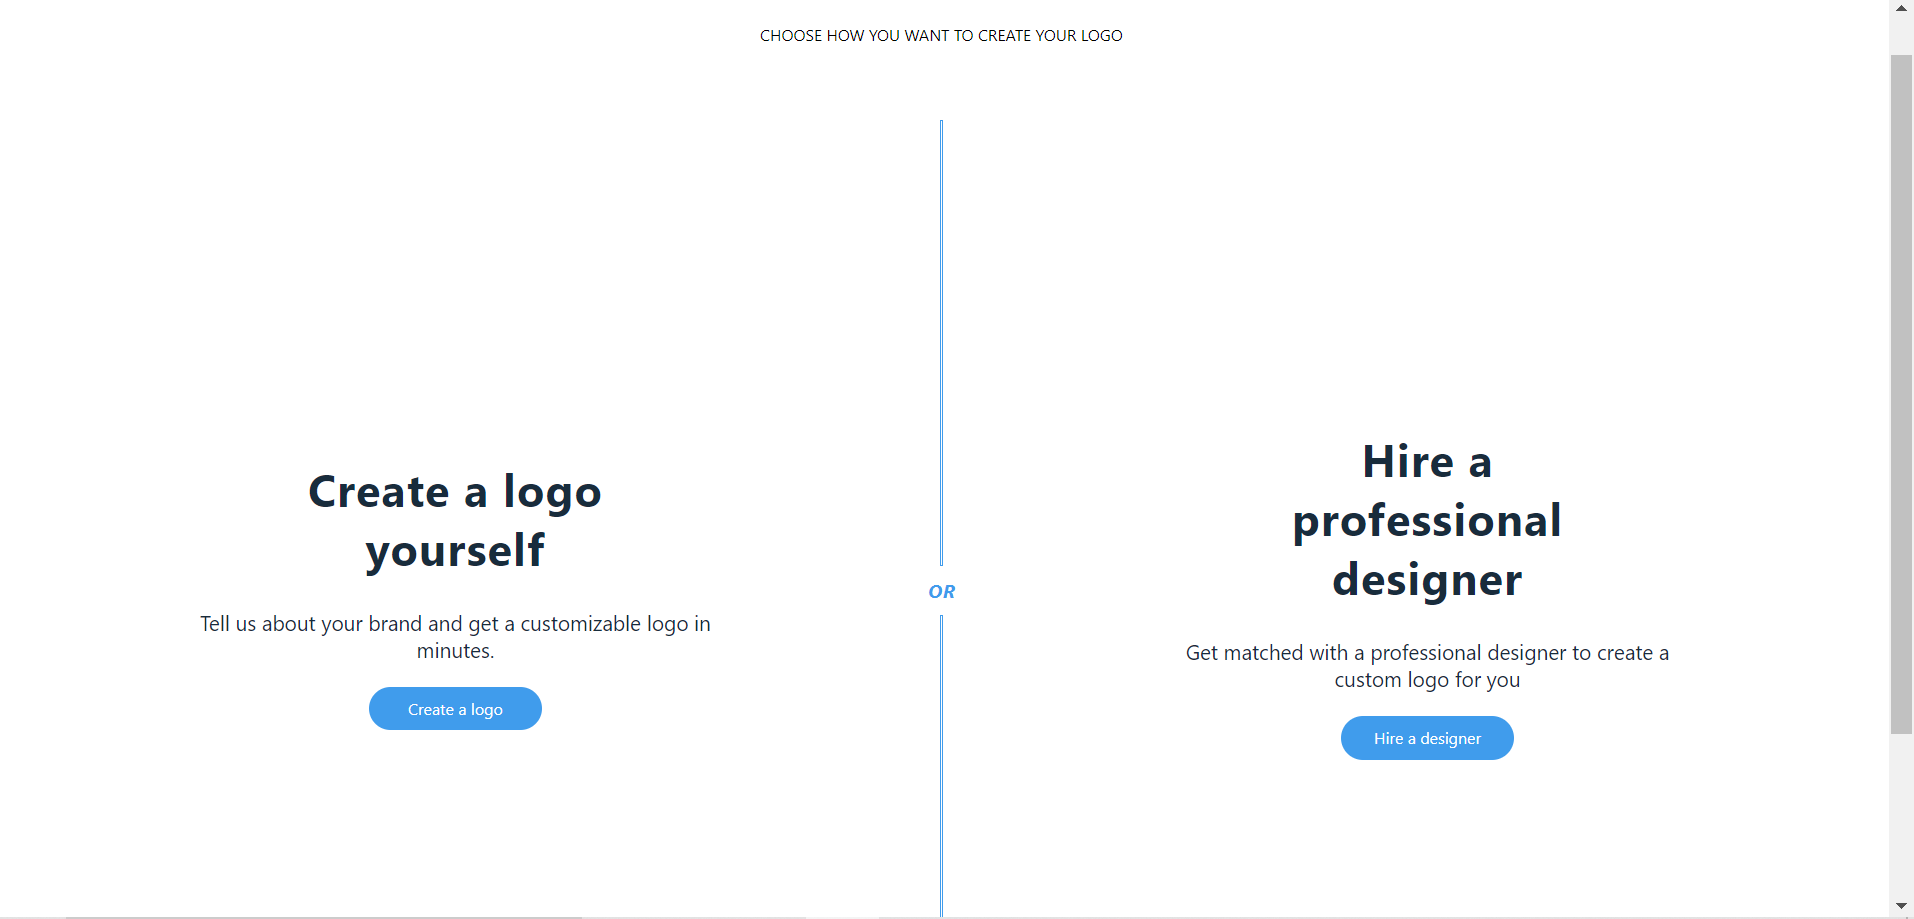 CHOOSE HOW YOU WANT TO CREATE YOUR LOGO
Create a logo
yourself
Tell us about your brand and get a customizable logo in
minutes.
Create a logo
OR
Hire a
professional
designer
Get matched with a professional designer to create a
custom logo for you
Hire a designer